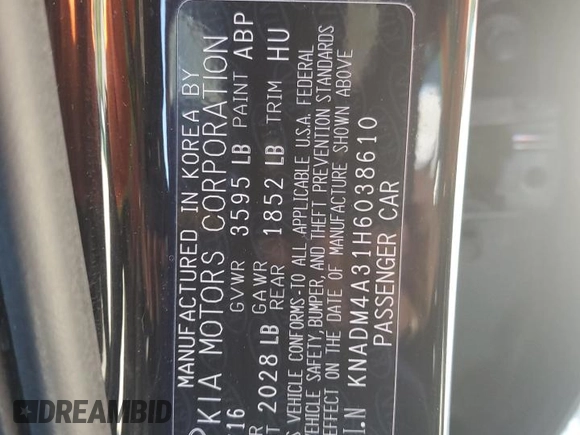 MANUFACTURED IN KOREA BY
KIA MOTORS CORPORATION
16 GVWR 3595 LB PAINT ABP
2028 LB GAWR REAR 1852 LB TRIM HU
VEHICLE CONFORMS TO ALL APPLICABLE U.S.A. FEDERAL
VEHICLE SAFETY, BUMPER, AND THEFT PREVENTION STANDARDS
EFFECT ON THE DATE OF MANUFACTURE SHOWN ABOVE
I.N KNADM4A31H6038610
PASSENGER CAR
DREAMBID